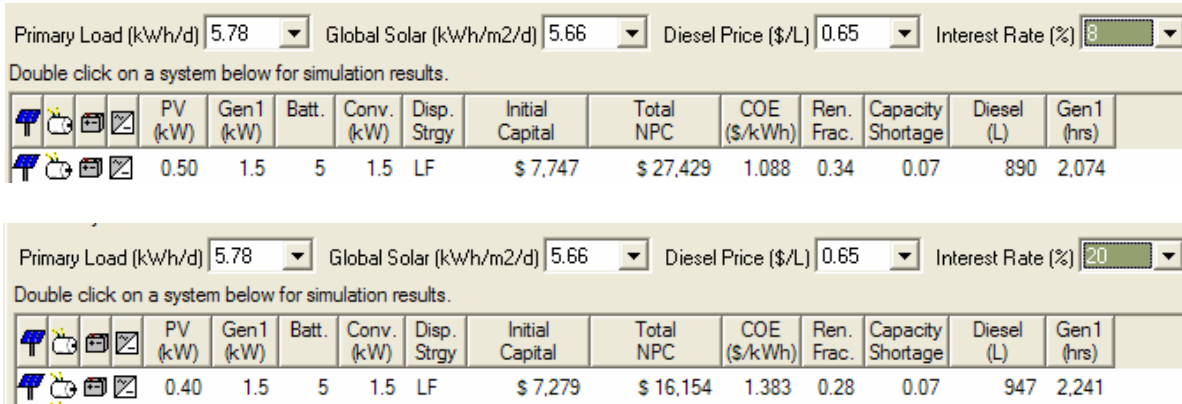 Primary Load (kWh/d) 5.78 Global Solar (kWh/m2/d) 5.66 Diesel Price ($/L) 0.65 Interest Rate (%) 8
Double click on a system below for simulation results.
PV (kW) Gen1 (kW) Batt. Conv. (kW) Disp. Strgy Initial Capital Total NPC COE ($/kWh) Ren. Frac. Capacity Shortage Diesel (L) Gen1 (hrs)
0.50 1.5 5 1.5 LF $ 7,747 $ 27,429 1.088 0.34 0.07 890 2,074
Primary Load (kWh/d) 5.78 Global Solar (kWh/m2/d) 5.66 Diesel Price ($/L) 0.65 Interest Rate (%) 20
Double click on a system below for simulation results.
PV (kW) Gen1 (kW) Batt. Conv. (kW) Disp. Strgy Initial Capital Total NPC COE ($/kWh) Ren. Frac. Capacity Shortage Diesel (L) Gen1 (hrs)
0.40 1.5 5 1.5 LF $ 7,279 $ 16,154 1.383 0.28 0.07 947 2,241